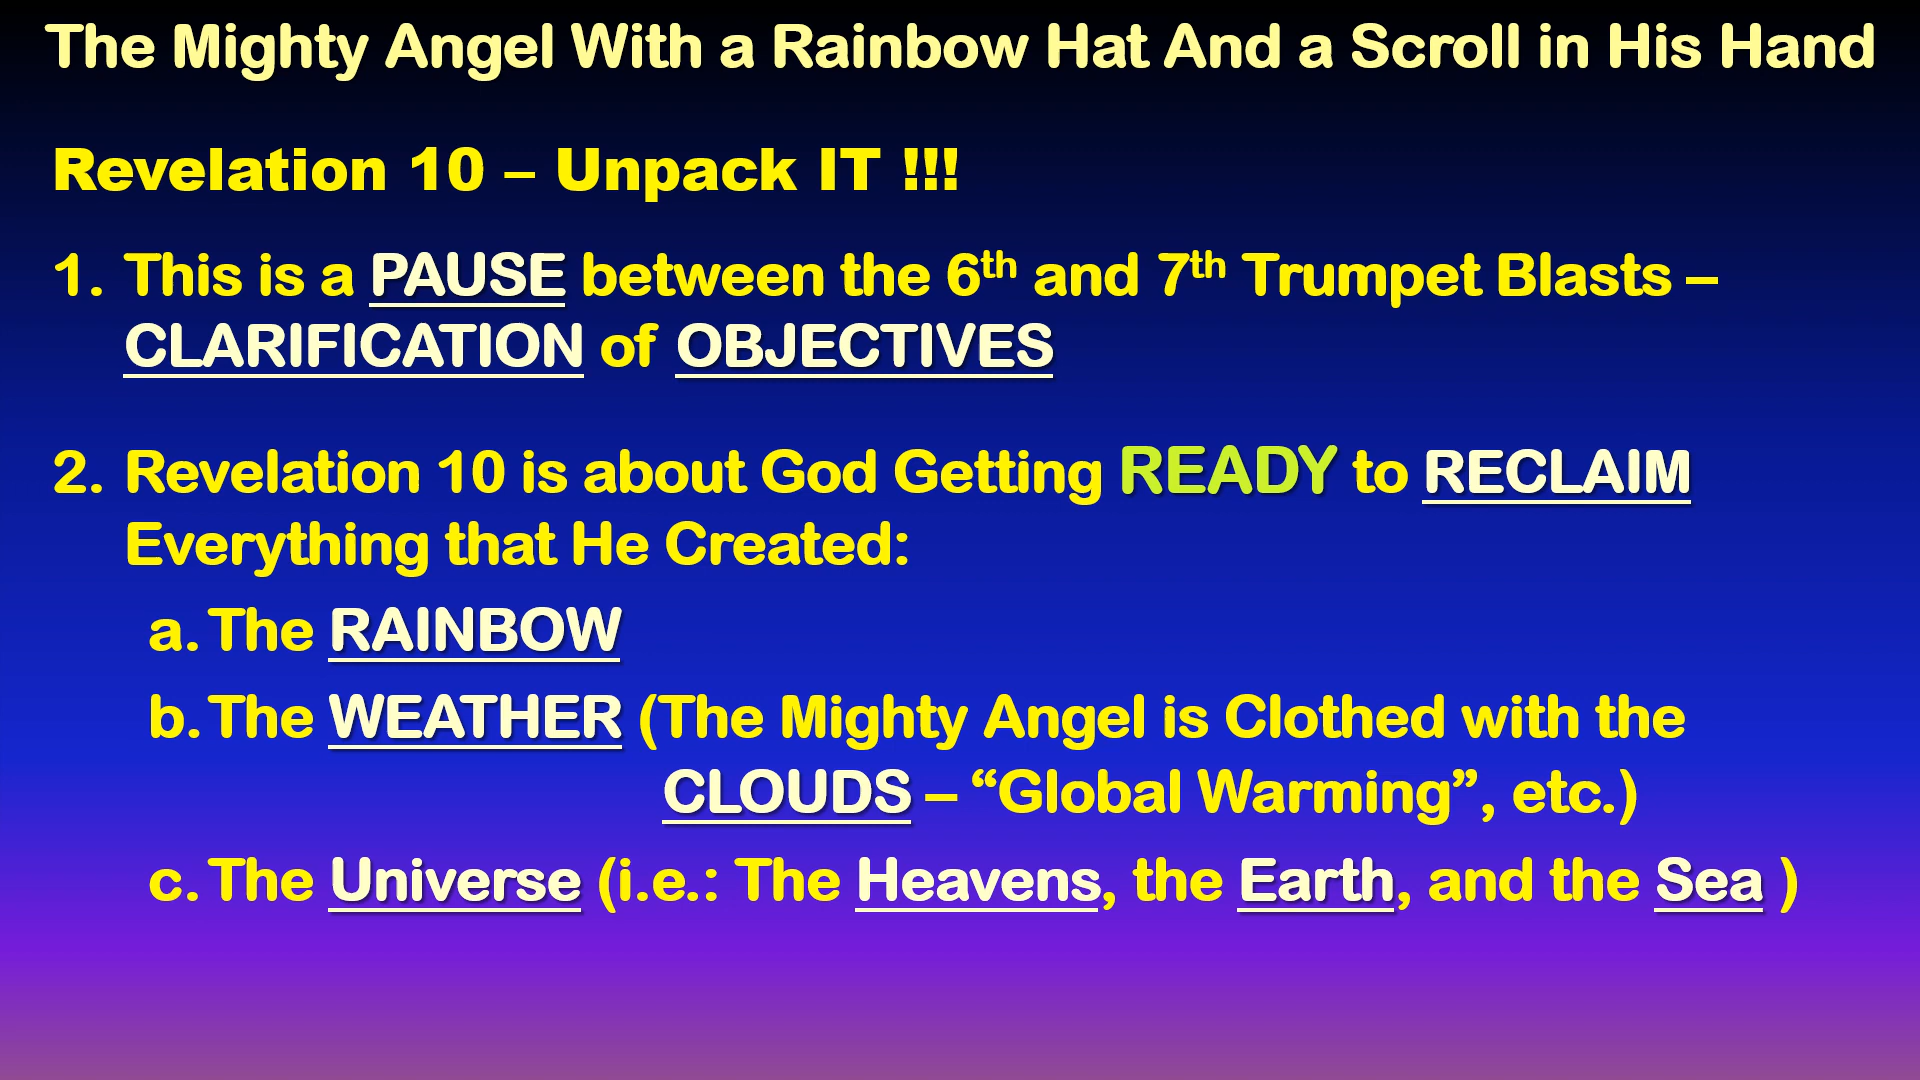 The Mighty Angel With a Rainbow Hat And a Scroll in His Hand
Revelation 10 – Unpack IT !!!
1. This is a PAUSE between the 6th and 7th Trumpet Blasts –
CLARIFICATION of OBJECTIVES
2. Revelation 10 is about God Getting READY to RECLAIM
Everything that He Created:
a. The RAINBOW
b. The WEATHER (The Mighty Angel is Clothed with the
CLOUDS – “Global Warming”, etc.)
c. The Universe (i.e.: The Heavens, the Earth, and the Sea )